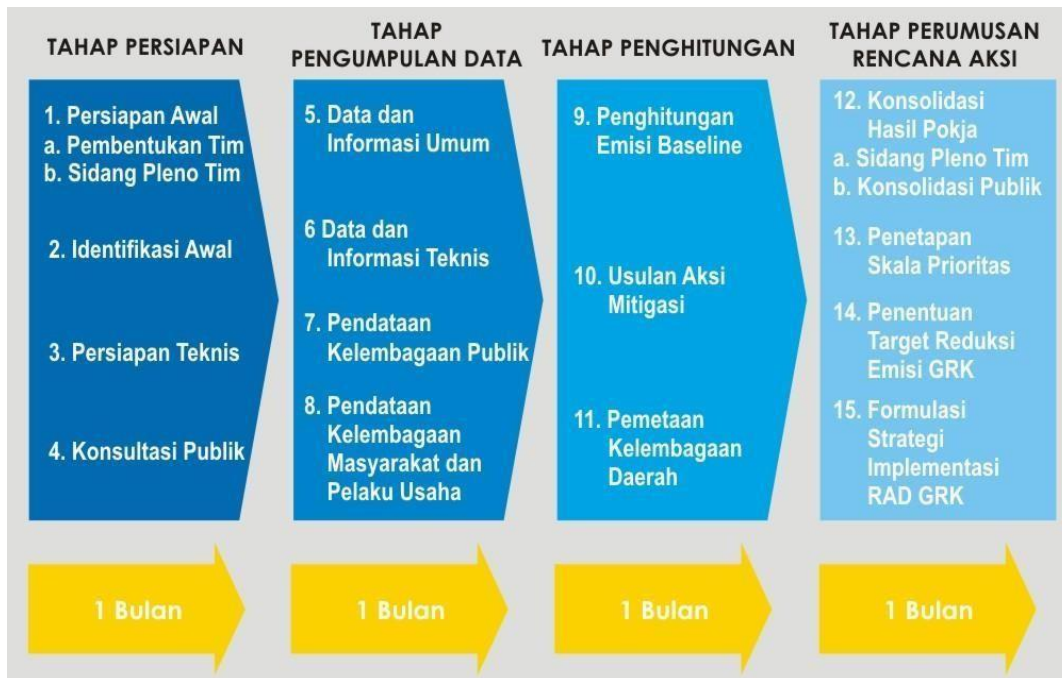 TAHAP PERSIAPAN
1. Persiapan Awal
a. Pembentukan Tim
b. Sidang Pleno Tim
2. Identifikasi Awal
3. Persiapan Teknis
4. Konsultasi Publik
1 Bulan
TAHAP
PENGUMPULAN DATA
5. Data dan
Informasi Umum
6 Data dan
Informasi Teknis
7. Pendataan
Kelembagaan Publik
8. Pendataan
Kelembagaan
Masyarakat dan
Pelaku Usaha
1 Bulan
TAHAP PENGHITUNGAN
9. Penghitungan
Emisi Baseline
10. Usulan Aksi
Mitigasi
11. Pemetaan
Kelembagaan
Daerah
1 Bulan
TAHAP PERUMUSAN
RENCANA AKSI
12. Konsolidasi
Hasil Pokja
a. Sidang Pleno Tim
b. Konsolidasi Publik
13. Penetapan
Skala Prioritas
14. Penentuan
Target Reduksi
Emisi GRK
15. Formulasi
Strategi
Implementasi
RAD GRK
1 Bulan